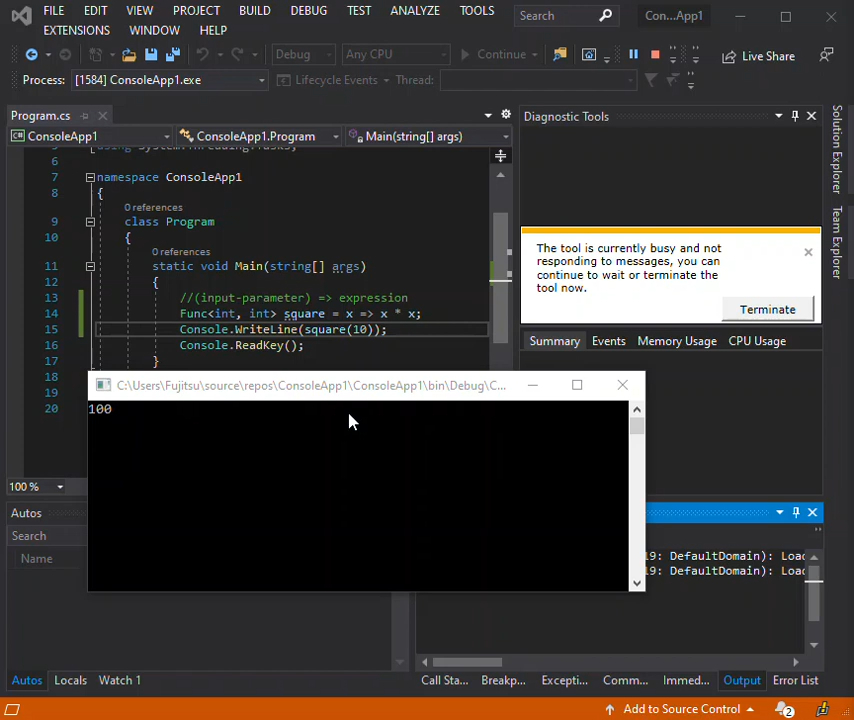 FILE EDIT VIEW PROJECT BUILD DEBUG TEST ANALYZE TOOLS Search Con...App1
EXTENSIONS WINDOW HELP
Debug Any CPU Continue Live Share
Process: [1584] ConsoleApp1.exe Lifecycle Events Thread:
Program.cs
ConsoleApp1 ConsoleApp1.Program Main(string[] args)
6
7 namespace ConsoleApp1
8 {
0 references
9 class Program
10 {
0 references
11 static void Main(string[] args)
12 {
13 //(input-parameter) => expression
14 Func<int, int> square = x => x * x;
15 Console.WriteLine(square(10));
16 Console.ReadKey();
17 }
18
19
20
100 %
Diagnostic Tools
The tool is currently busy and not
responding to messages, you can
continue to wait or terminate the
tool now.
Terminate
Summary Events Memory Usage CPU Usage
Solution Explorer
Team Explorer
C:\Users\Fujitsu\source\repos\ConsoleApp1\ConsoleApp1\bin\Debug\C...
100
Autos
Search
Name
19: DefaultDomain): Load
19: DefaultDomain): Load
Autos Locals Watch 1
Call Sta... Breakp... Excepti... Comm... Immed... Output Error List
Add to Source Control 2